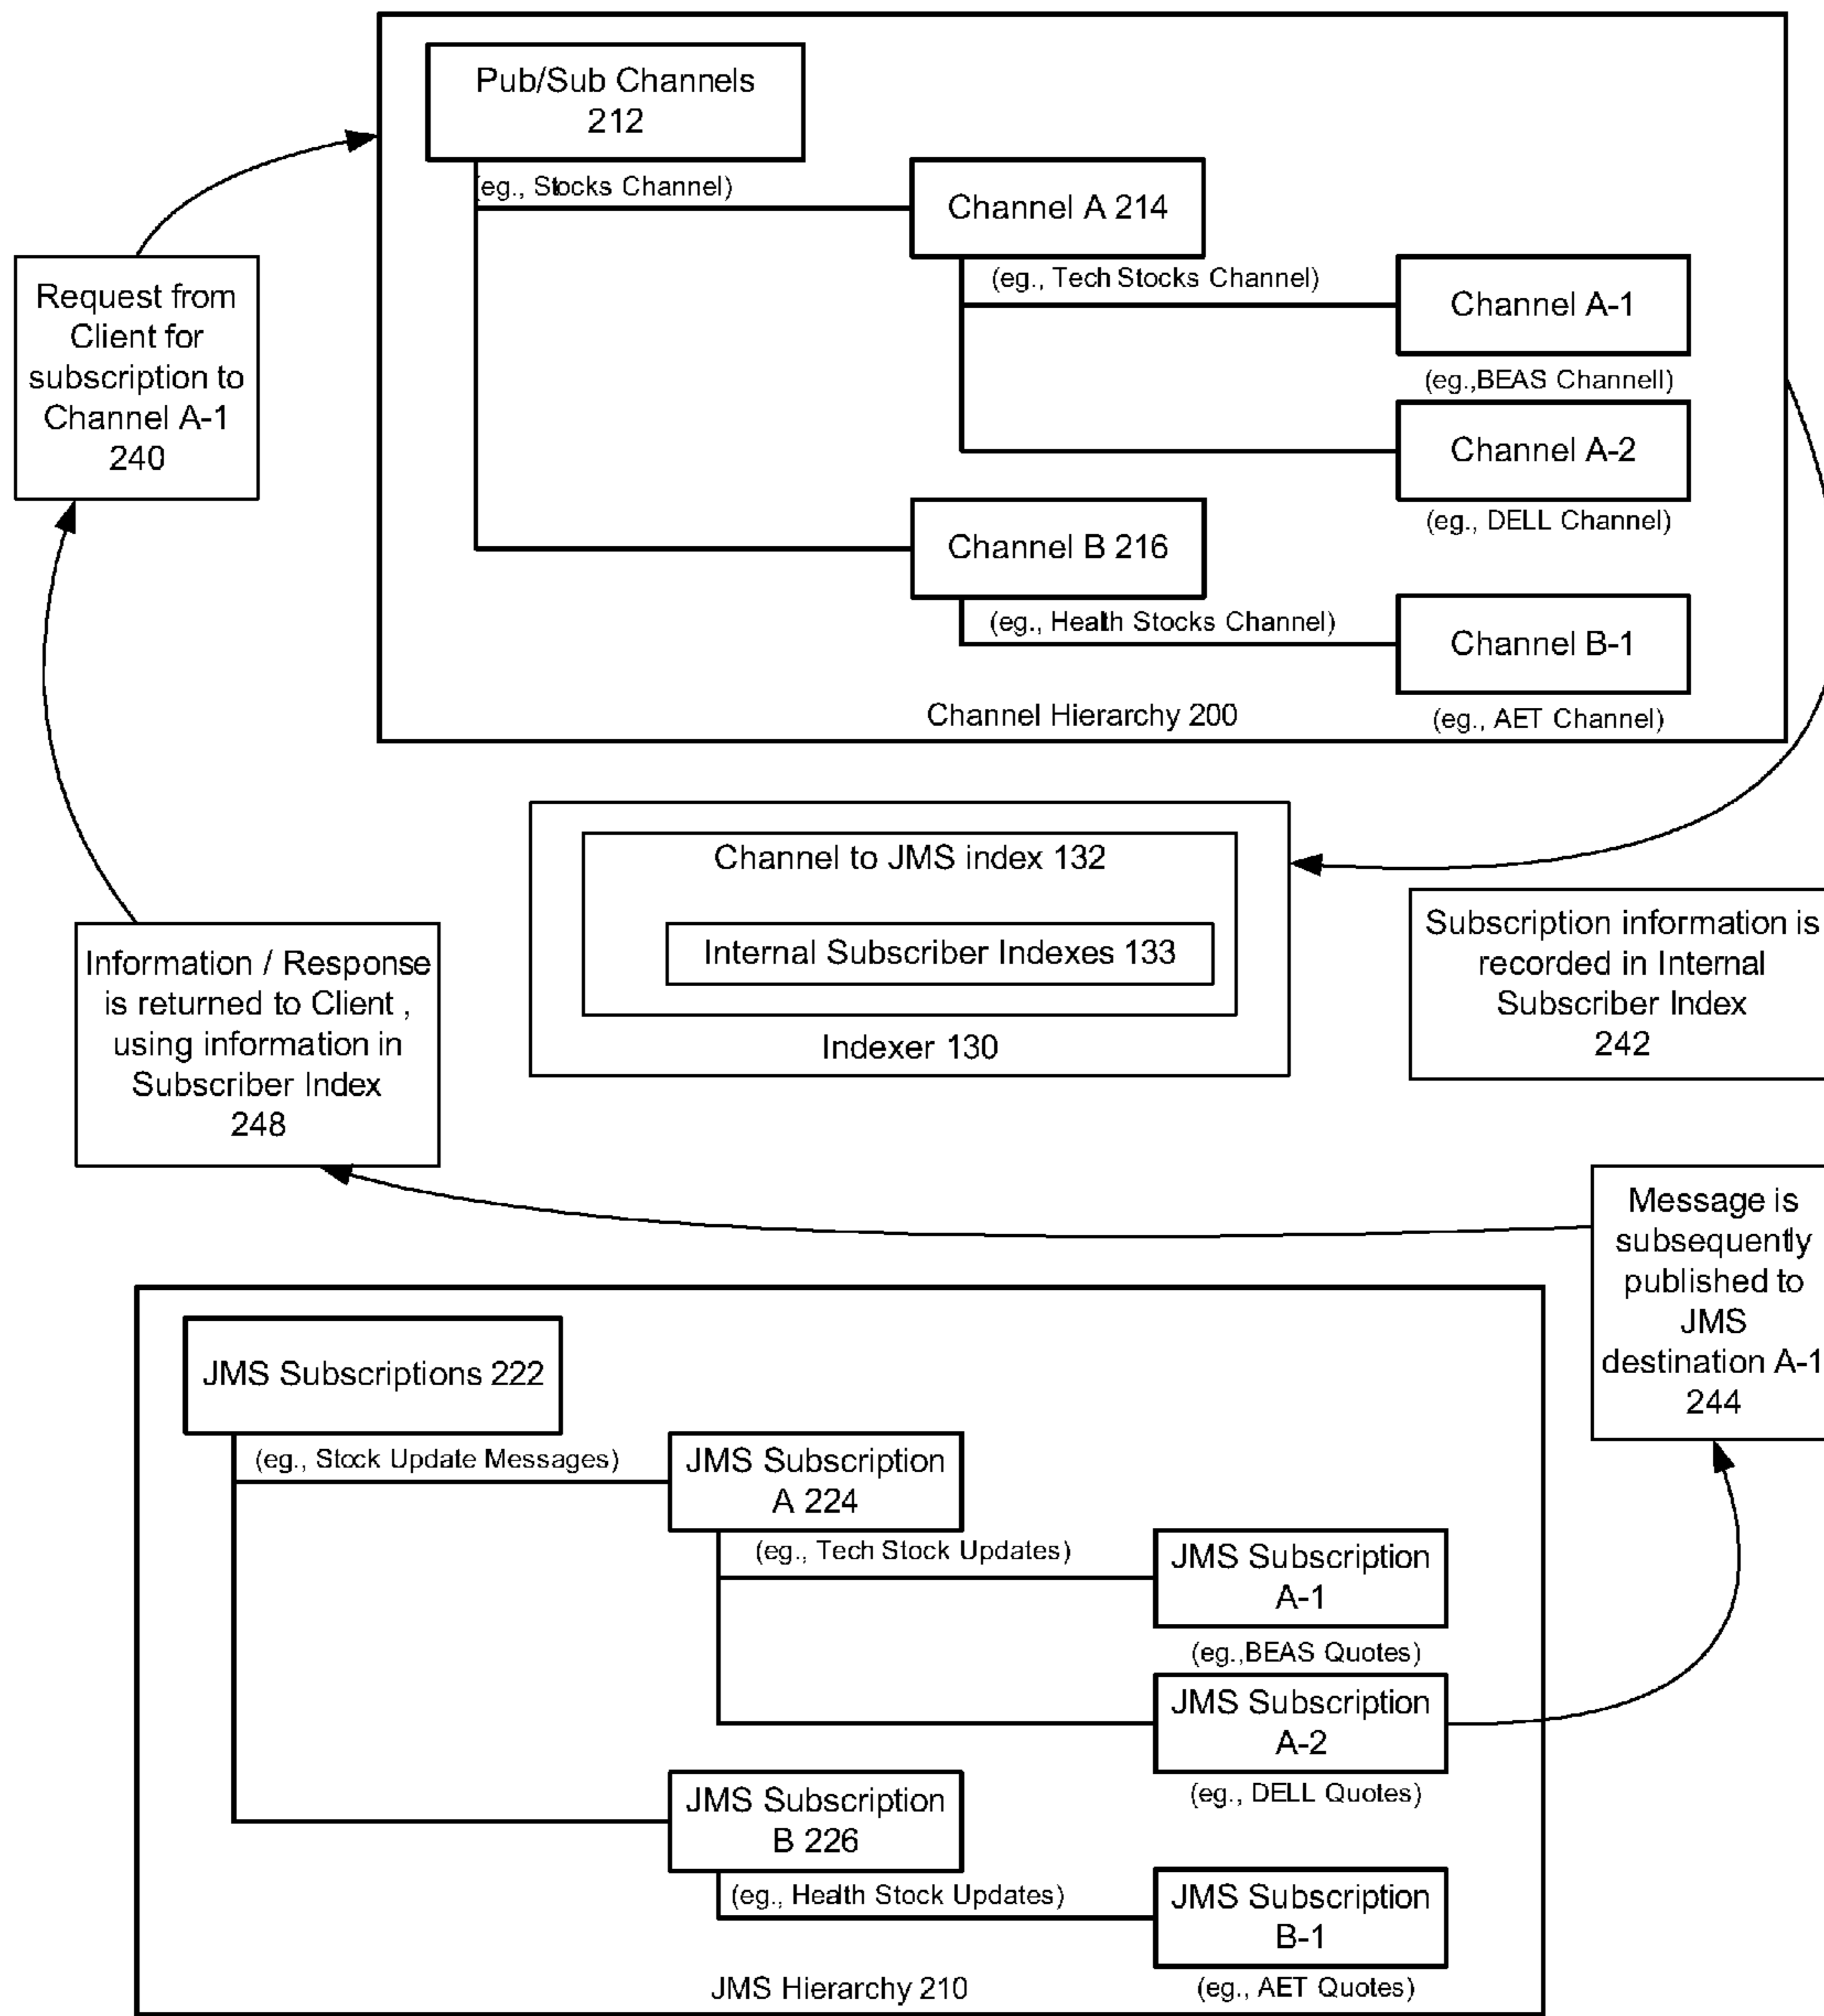 Pub/Sub Channels
212
(eg., Stocks Channel)
Channel A 214
(eg., Tech Stocks Channel)
Channel A-1
(eg.,BEAS Channell)
Channel A-2
(eg., DELL Channel)
Channel B 216
(eg., Health Stocks Channel)
Channel B-1
(eg., AET Channel)
Channel Hierarchy 200
Request from
Client for
subscription to
Channel A-1
240
Channel to JMS index 132
Internal Subscriber Indexes 133
Indexer 130
Subscription information is
recorded in Internal
Subscriber Index
242
Information / Response
is returned to Client ,
using information in
Subscriber Index
248
Message is
subsequently
published to
JMS
destination A-1
244
JMS Subscriptions 222
(eg., Stock Update Messages)
JMS Subscription
A 224
(eg., Tech Stock Updates)
JMS Subscription
A-1
(eg.,BEAS Quotes)
JMS Subscription
A-2
(eg., DELL Quotes)
JMS Subscription
B 226
(eg., Health Stock Updates)
JMS Subscription
B-1
(eg., AET Quotes)
JMS Hierarchy 210